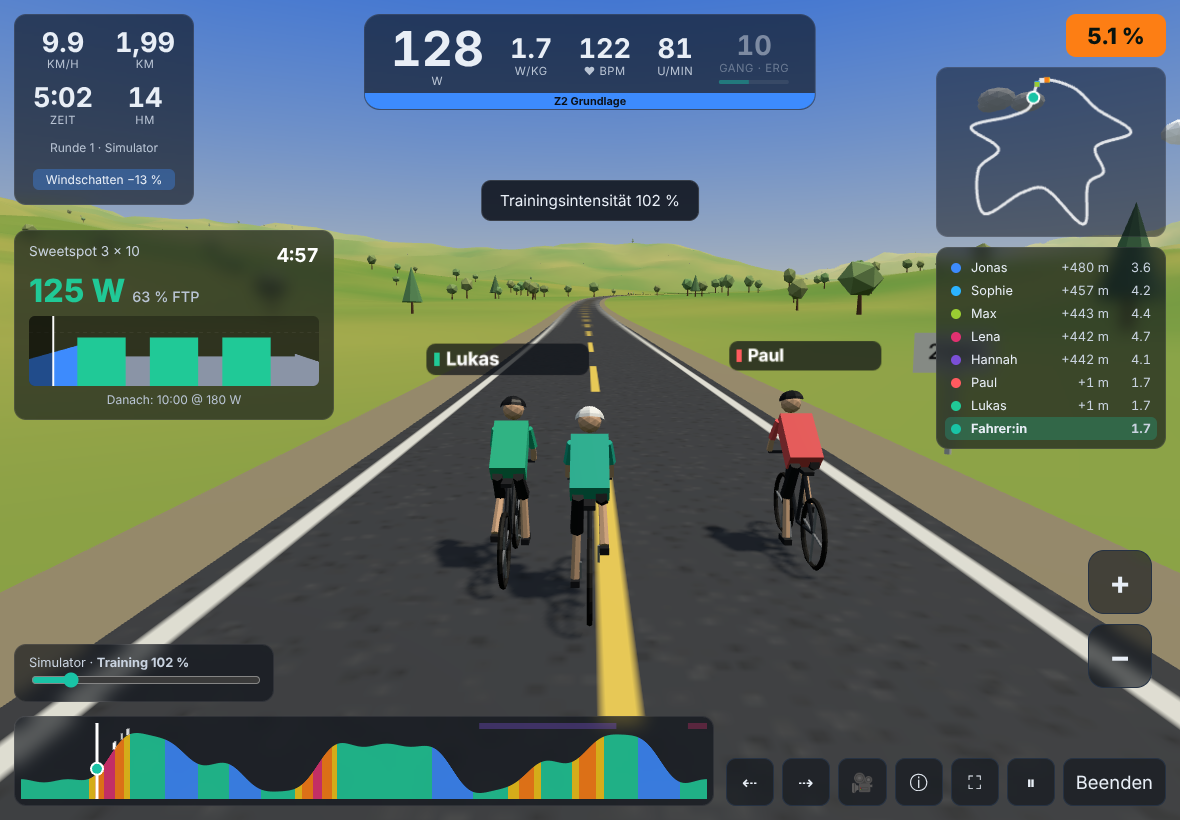 9.9 1,99
KM/H KM
5:02 14
ZEIT HM
Runde 1 · Simulator
Windschatten −13 %
128 1.7 122 81 10
W W/KG ♥ BPM U/MIN GANG · ERG
Z2 Grundlage
5.1 %
Trainingsintensität 102 %
Sweetspot 3 × 10 4:57
125 W 63 % FTP
Danach: 10:00 @ 180 W
Jonas +480 m 3.6
Sophie +457 m 4.2
Max +443 m 4.4
Lena +442 m 4.7
Hannah +442 m 4.1
Paul +1 m 1.7
Lukas +1 m 1.7
Fahrer:in 1.7
Lukas
Paul
2
+
−
Simulator · Training 102 %
Beenden